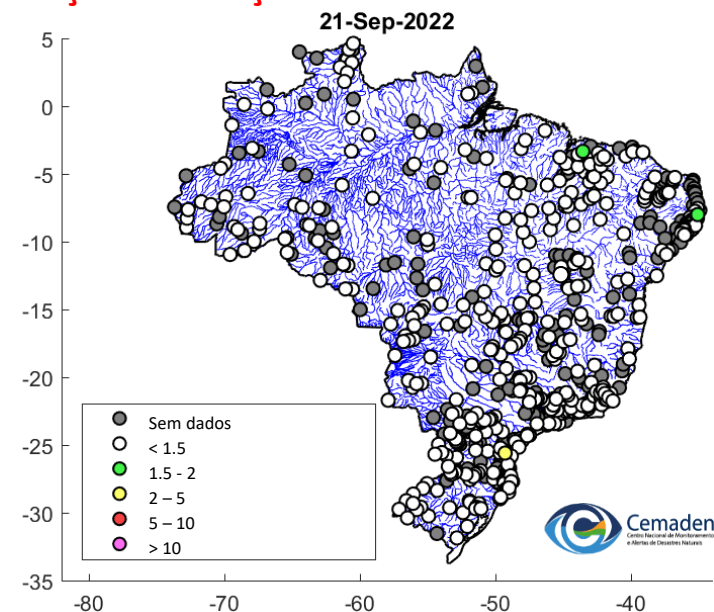 21-Sep-2022
5
0
-5
-10
-15
-20
-25
-30
-35
-80
-70
-60
-50
-40
Sem dados
< 1.5
1.5 - 2
2 – 5
5 – 10
> 10
Cemaden
Centro Nacional de Monitoramento
e Alertas de Desastres Naturais